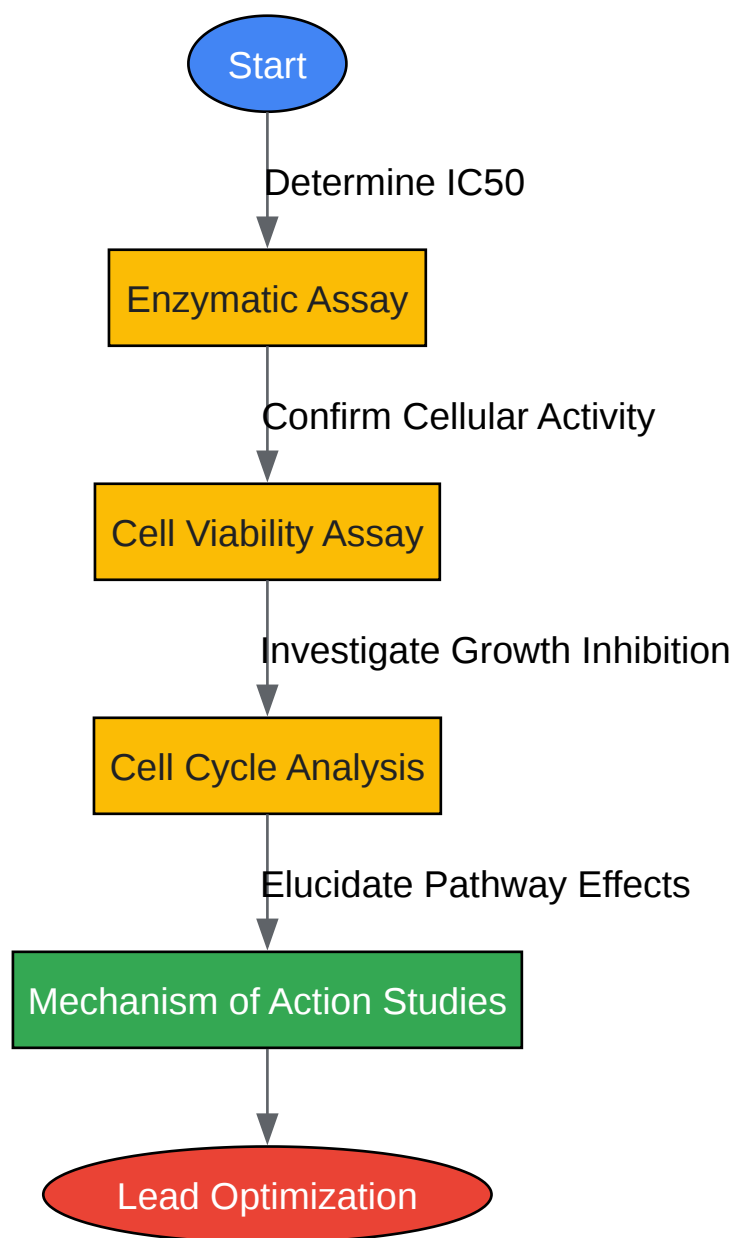 Start
Determine IC50
Enzymatic Assay
Confirm Cellular Activity
Cell Viability Assay
Investigate Growth Inhibition
Cell Cycle Analysis
Elucidate Pathway Effects
Mechanism of Action Studies
Lead Optimization